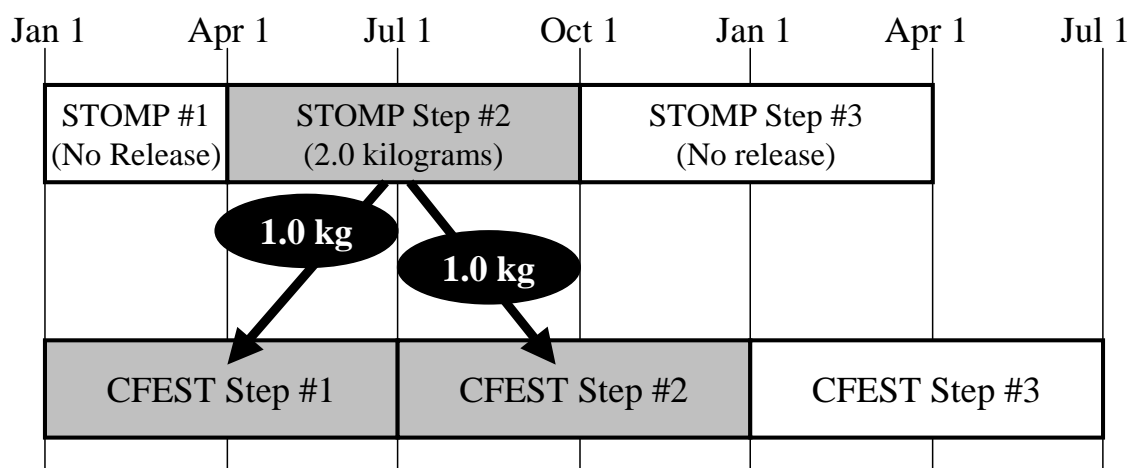 Jan 1 Apr 1 Jul 1 Oct 1 Jan 1 Apr 1 Jul 1
STOMP #1
(No Release)
STOMP Step #2
(2.0 kilograms)
STOMP Step #3
(No release)
1.0 kg
1.0 kg
CFEST Step #1
CFEST Step #2
CFEST Step #3